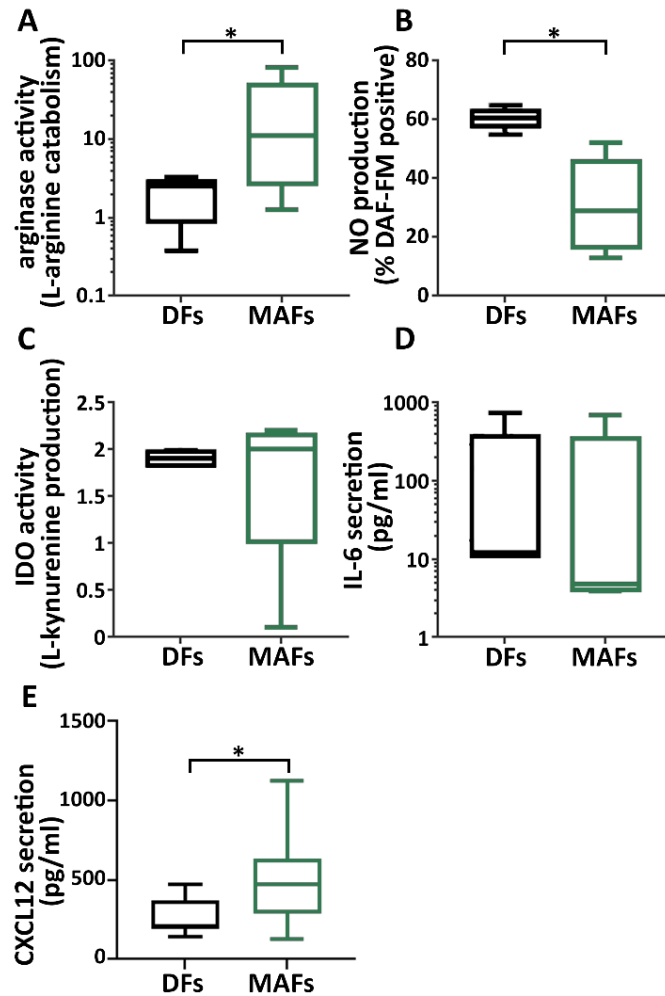 A
arginase activity
(L-arginine catabolism)
100
10
1
0.1
*
DFs MAFs
B
NO production
(% DAF-FM positive)
80
60
40
20
0
*
DFs MAFs
C
IDO activity
(L-kynurenine production)
2.5
2
1.5
1
0.5
0
DFs MAFs
D
IL-6 secretion
(pg/ml)
1000
100
10
1
DFs MAFs
E
CXCL12 secretion
(pg/ml)
1500
1000
500
0
*
DFs MAFs